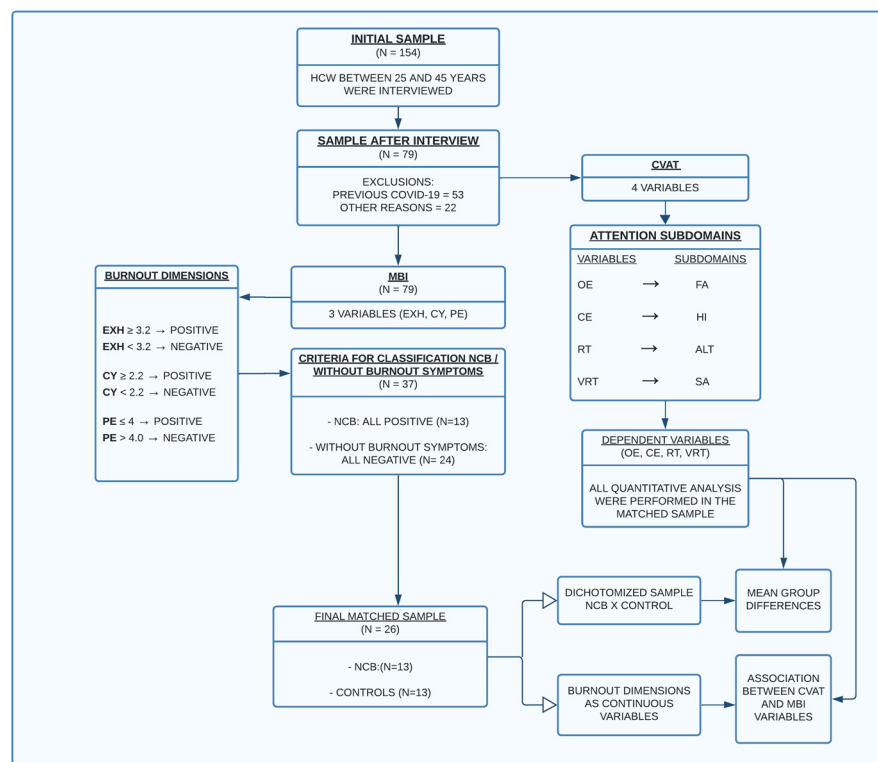 INITIAL SAMPLE
(N = 154)
HCW BETWEEN 25 AND 45 YEARS
WERE INTERVIEWED
SAMPLE AFTER INTERVIEW
(N = 79)
EXCLUSIONS:
PREVIOUS COVID-19 = 53
OTHER REASONS = 22
CVAT
4 VARIABLES
ATTENTION SUBDOMAINS
VARIABLES SUBDOMAINS
OE → FA
CE → HI
RT → ALT
VRT → SA
MBI
(N = 79)
3 VARIABLES (EXH, CY, PE)
BURNOUT DIMENSIONS
EXH ≥ 3.2 → POSITIVE
EXH < 3.2 → NEGATIVE
CY ≥ 2.2 → POSITIVE
CY < 2.2 → NEGATIVE
PE ≤ 4 → POSITIVE
PE > 4.0 → NEGATIVE
CRITERIA FOR CLASSIFICATION NCB /
WITHOUT BURNOUT SYMPTOMS
(N = 37)
- NCB: ALL POSITIVE (N=13)
- WITHOUT BURNOUT SYMPTOMS:
ALL NEGATIVE (N= 24)
DEPENDENT VARIABLES
(OE, CE, RT, VRT)
ALL QUANTITATIVE ANALYSIS
WERE PERFORMED IN THE
MATCHED SAMPLE
FINAL MATCHED SAMPLE
(N = 26)
- NCB:(N=13)
- CONTROLS (N=13)
DICHOTOMIZED SAMPLE
NCB X CONTROL
MEAN GROUP
DIFFERENCES
BURNOUT DIMENSIONS
AS CONTINUOUS
VARIABLES
ASSOCIATION
BETWEEN CVAT
AND MBI
VARIABLES